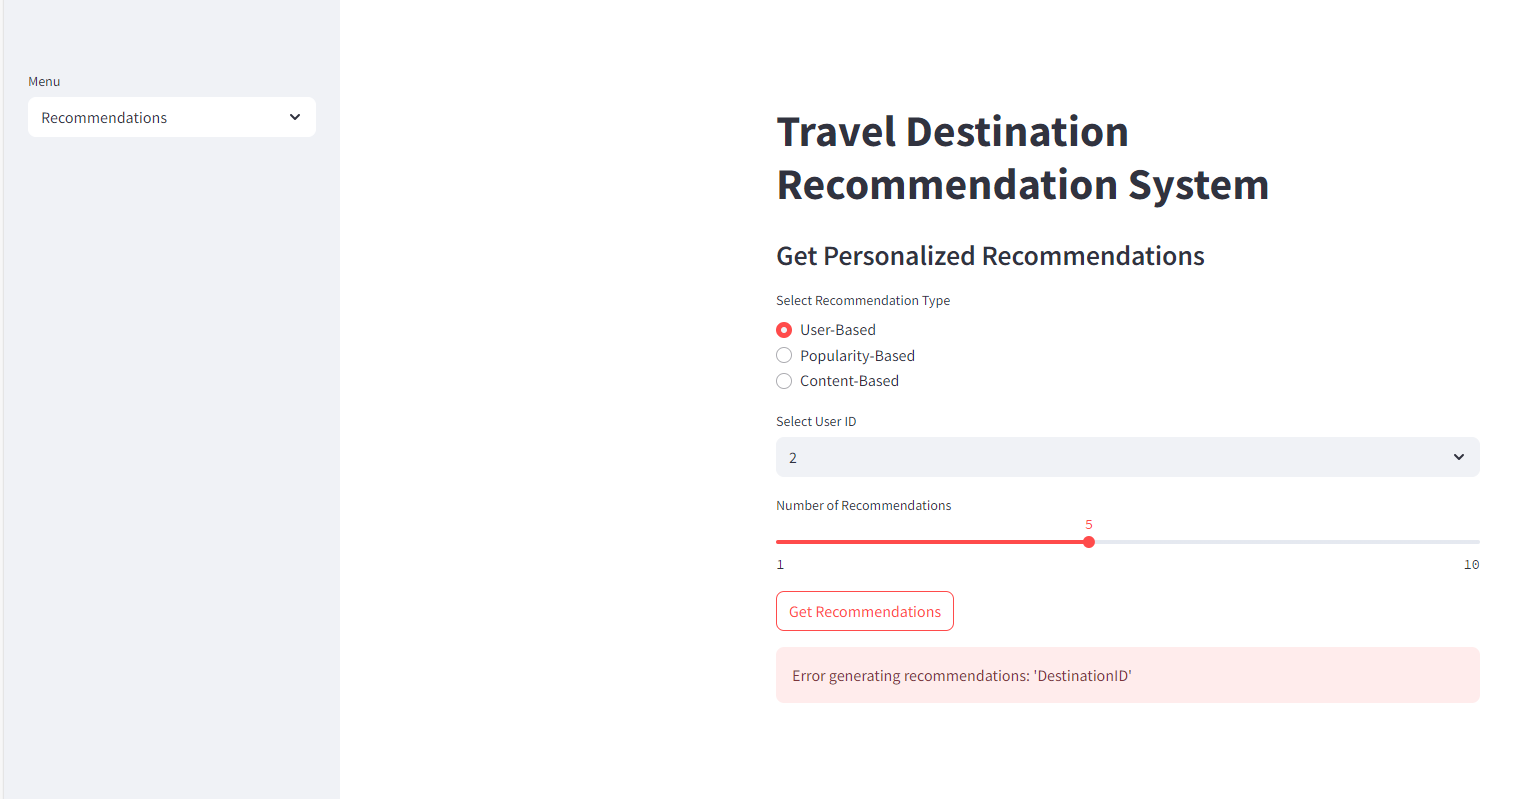 Menu
Recommendations
Travel Destination
Recommendation System
Get Personalized Recommendations
Select Recommendation Type
User-Based
Popularity-Based
Content-Based
Select User ID
2
Number of Recommendations
5
1 10
Get Recommendations
Error generating recommendations: 'DestinationID'